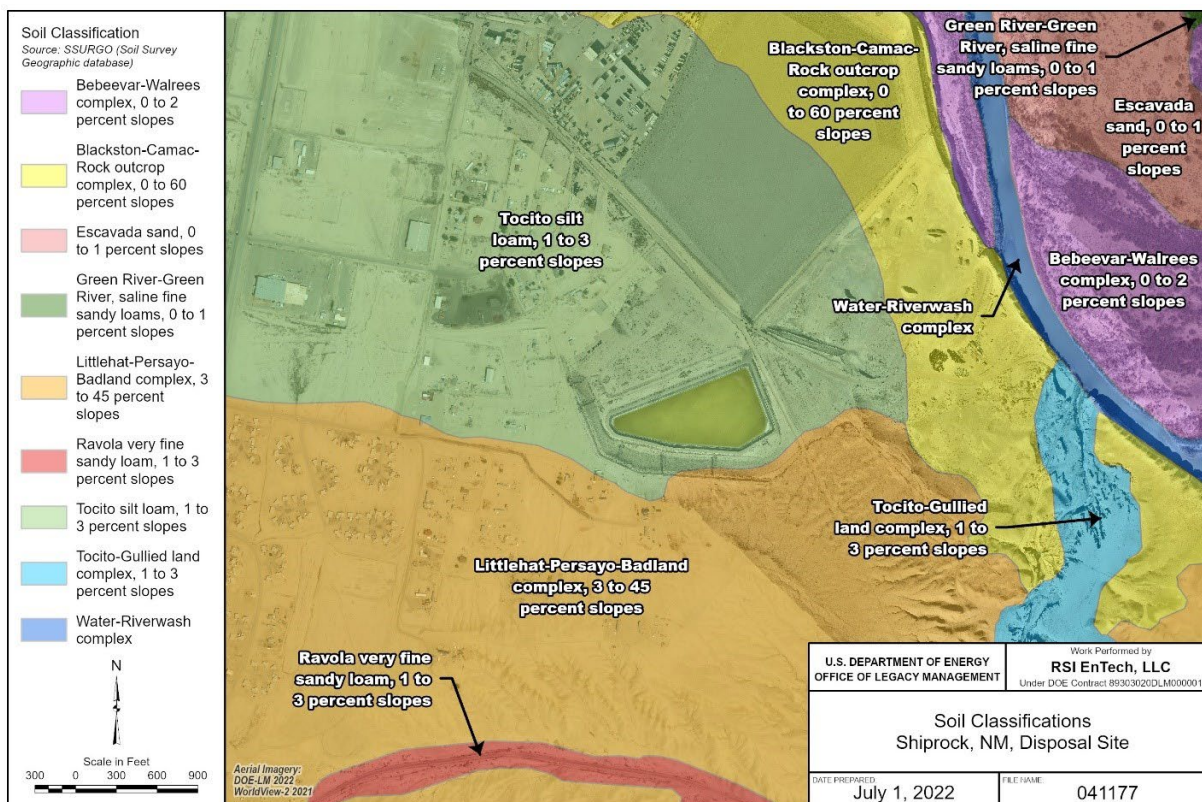 Soil Classification
Source: SSURGO (Soil Survey
Geographic database)
Bebeevar-Walrees
complex, 0 to 2
percent slopes
Blackston-Camac-
Rock outcrop
complex, 0 to 60
percent slopes
Escavada sand, 0
to 1 percent slopes
Green River-Green
River, saline fine
sandy loams, 0 to 1
percent slopes
Littlehat-Persayo-
Badland complex, 3
to 45 percent
slopes
Ravola very fine
sandy loam, 1 to 3
percent slopes
Tocito silt loam, 1 to
3 percent slopes
Tocito-Gullied land
complex, 1 to 3
percent slopes
Water-Riverwash
complex
N
Scale in Feet
300 0 300 600 900
Blackston-Camac-
Rock outcrop
complex, 0
to 60 percent
slopes
Green River-Green
River, saline fine
sandy loams, 0 to 1
percent slopes
Escavada
sand, 0 to 1
percent
slopes
Tocito silt
loam, 1 to 3
percent slopes
Bebeevar-Walrees
complex, 0 to 2
percent slopes
Water-Riverwash
complex
Tocito-Gullied
land complex, 1 to
3 percent slopes
Littlehat-Persayo-Badland
complex, 3 to 45
percent slopes
Ravola very fine
sandy loam, 1 to
3 percent slopes
Aerial Imagery:
DOE-LM 2022
WorldView-2 2021
U.S. DEPARTMENT OF ENERGY
OFFICE OF LEGACY MANAGEMENT
Work Performed by
RSI EnTech, LLC
Under DOE Contract 89303020DLM000001
Soil Classifications
Shiprock, NM, Disposal Site
DATE PREPARED:
July 1, 2022
FILE NAME:
041177